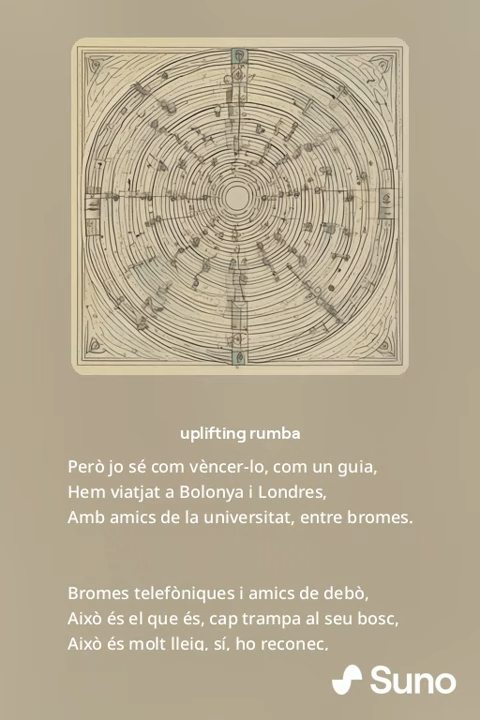 uplifting rumba
Però jo sé com vèncer-lo, com un guia,
Hem viatjat a Bolonya i Londres,
Amb amics de la universitat, entre bromes.
Bromes telefòniques i amics de debò,
Això és el que és, cap trampa al seu bosc,
Això és molt lleig, sí, ho reconec,
Suno